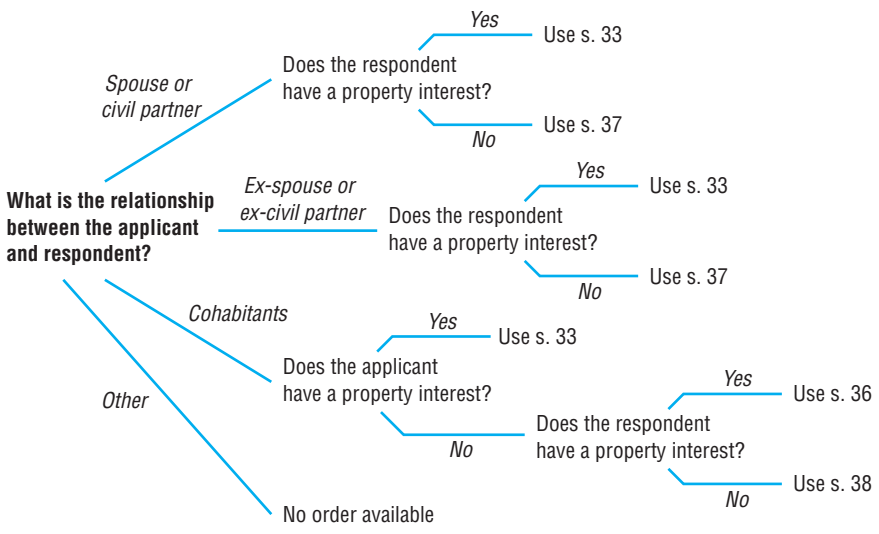 What is the relationship
between the applicant
and respondent?
Spouse or
civil partner
Does the respondent
have a property interest?
Yes
Use s. 33
No
Use s. 37
Ex-spouse or
ex-civil partner
Does the respondent
have a property interest?
Yes
Use s. 33
No
Use s. 37
Cohabitants
Does the applicant
have a property interest?
Yes
Use s. 33
No
Does the respondent
have a property interest?
Yes
Use s. 36
No
Use s. 38
Other
No order available